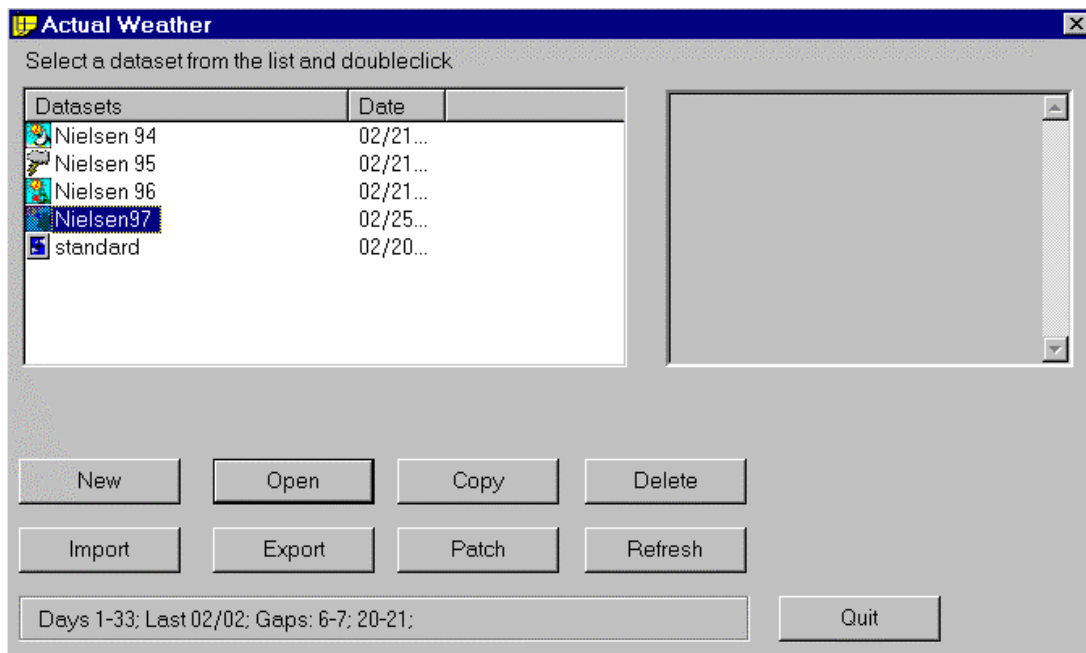 Actual Weather
Select a dataset from the list and doubleclick
Datasets Date
Nielsen 94 02/21...
Nielsen 95 02/21...
Nielsen 96 02/21...
Nielsen97 02/25...
standard 02/20...
New Open Copy Delete
Import Export Patch Refresh
Days 1-33; Last 02/02; Gaps: 6-7; 20-21; Quit